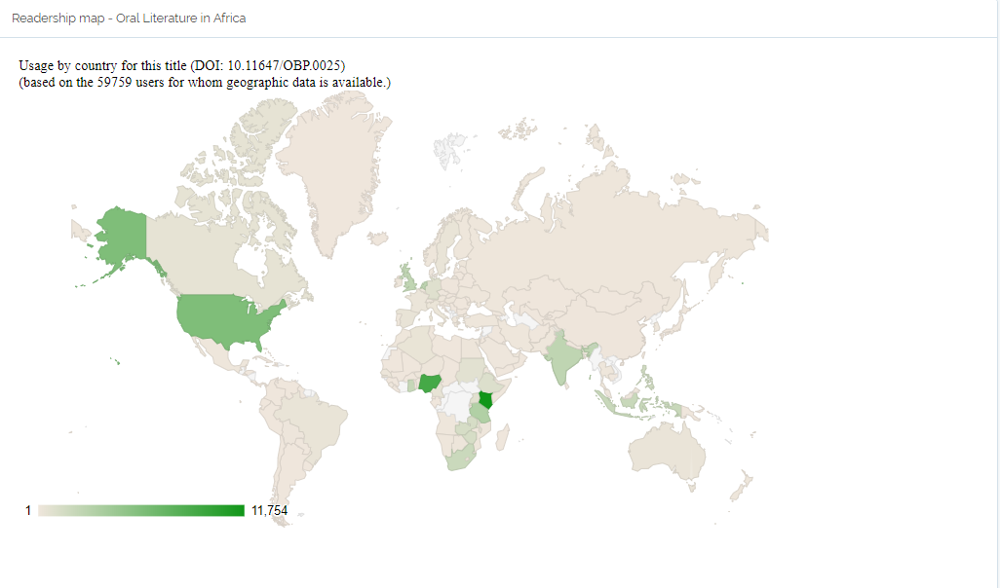 Readership map - Oral Literature in Africa
Usage by country for this title (DOI: 10.11647/OBP.0025)
(based on the 59759 users for whom geographic data is available.)
1 11,754